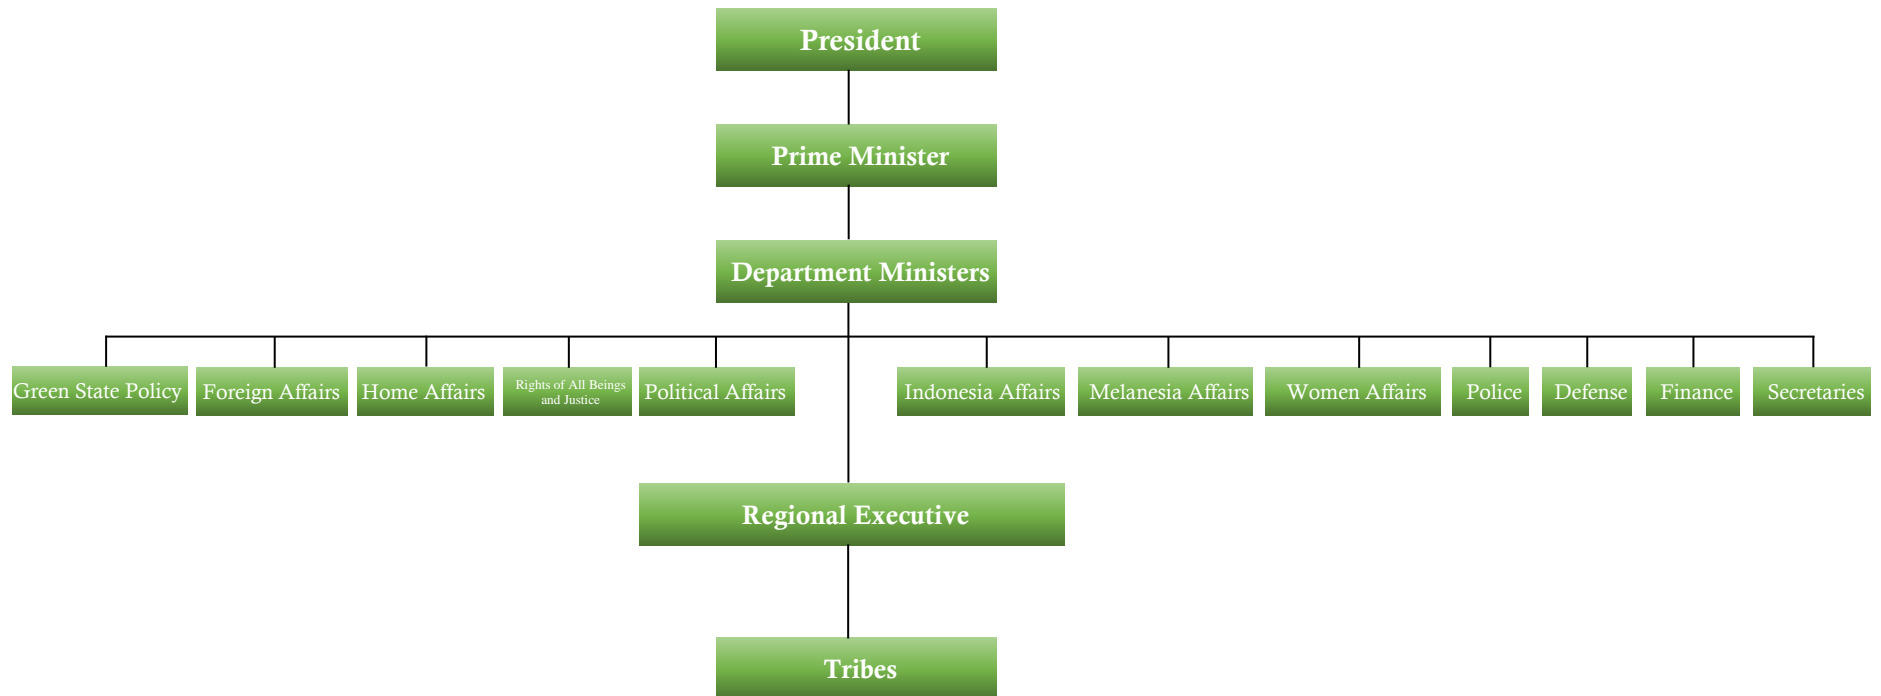 President
Prime Minister
Department Ministers
Green State Policy
Foreign Affairs
Home Affairs
Rights of All Beings
and Justice
Political Affairs
Indonesia Affairs
Melanesia Affairs
Women Affairs
Police
Defense
Finance
Secretaries
Regional Executive
Tribes